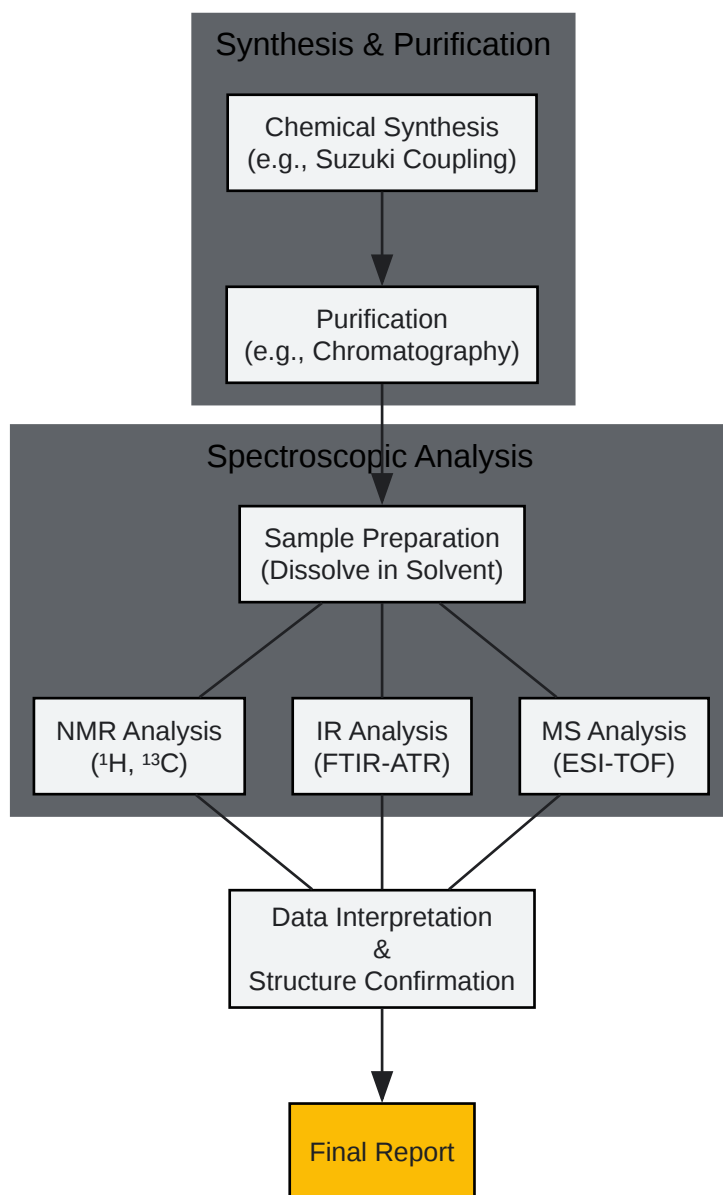 Synthesis & Purification
Chemical Synthesis
(e.g., Suzuki Coupling)
Purification
(e.g., Chromatography)
Spectroscopic Analysis
Sample Preparation
(Dissolve in Solvent)
NMR Analysis
(¹H, ¹³C)
IR Analysis
(FTIR-ATR)
MS Analysis
(ESI-TOF)
Data Interpretation
&
Structure Confirmation
Final Report